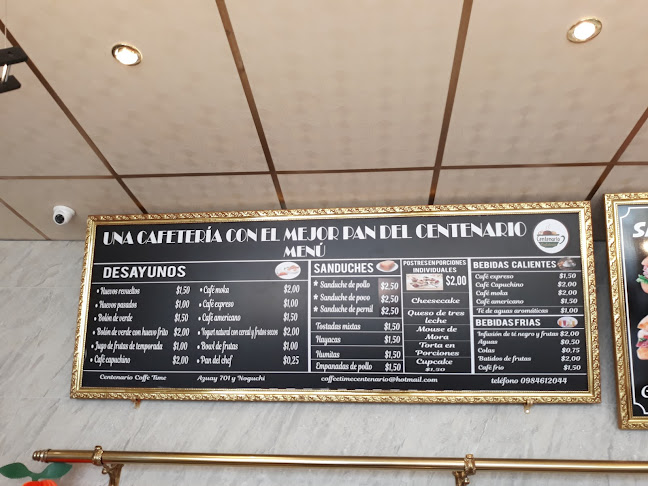 UNA CAFETERÍA CON EL MEJOR PAN DEL CENTENARIO
MENÚ
DESAYUNOS
• Huevos revueltos $1,50
• Huevos pasados $1,00
• Bolón de verde $1,50
• Bolón de verde con huevo frito $2,00
• Jugo de frutas de temporada $1,00
• Café capuchino $2,00
• Café moka $2,00
• Café expreso $1,00
• Café americano $1,50
• Yogurt natural con cereal y frutas secas $2,00
• Bowl de frutas $1,00
• Pan del chef $0,25
SANDUCHES
* Sanduche de pollo $2,50
* Sanduche de pavo $2,50
* Sanduche de pernil $2,50
Tostadas mixtas $1,50
Hayacas $1,50
Humitas $1,50
Empanadas de pollo $1,50
POSTRES EN PORCIONES
INDIVIDUALES
$2,00
Cheesecake
Queso de tres
leche
Mouse de
Mora
Torta en
Porciones
Cupcake
$1,50
BEBIDAS CALIENTES
Café expreso $1,50
Café Capuchino $2,00
Café moka $2,00
Café americano $1,50
Té de aguas aromáticas $1,00
BEBIDAS FRIAS
Infusión de té negro y frutas $2,00
Aguas $0,50
Colas $0,75
Batidos de frutas $2,00
Café frío $1,50
Centenario Coffe Time Aguay 701 y Noguchi coffeetimecentenario@hotmail.com teléfono 0984612044